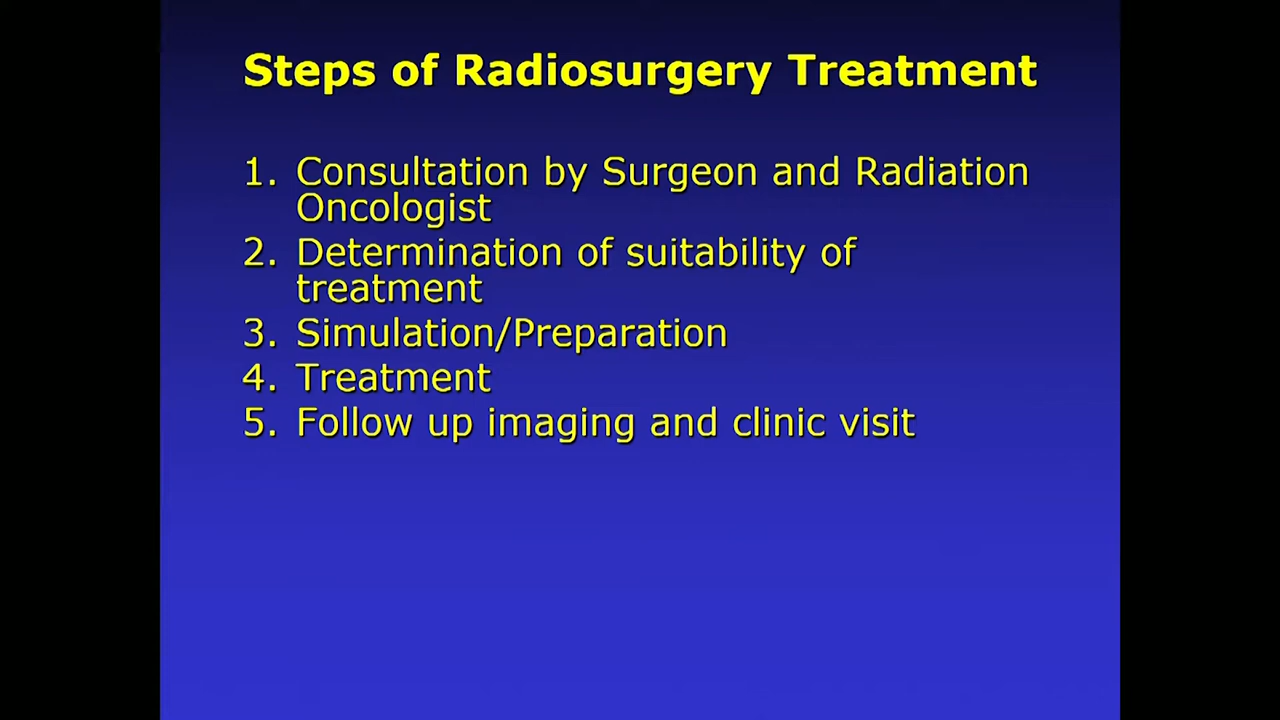 Steps of Radiosurgery Treatment
1. Consultation by Surgeon and Radiation
Oncologist
2. Determination of suitability of
treatment
3. Simulation/Preparation
4. Treatment
5. Follow up imaging and clinic visit